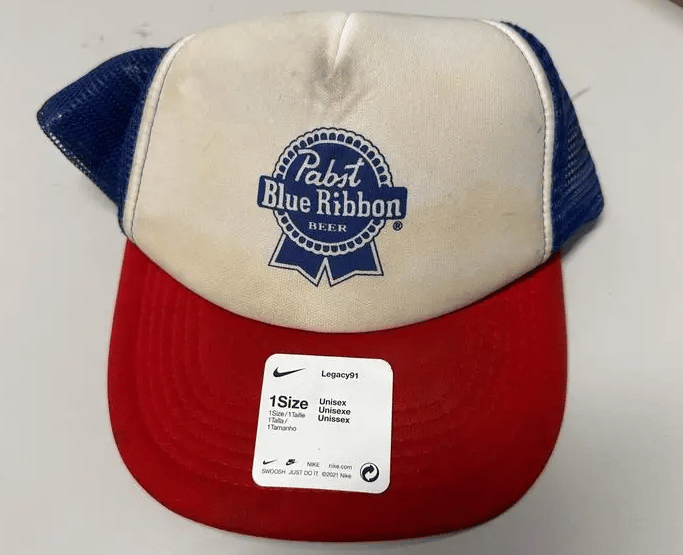 Pabst
Blue Ribbon
BEER
®
Legacy91
1Size
1Size/1Taille
1Talla/
1Tamanho
Unisex
Unisexe
Unissex
NIKE nike.com
SWOOSH JUST DO IT ©2021 Nike